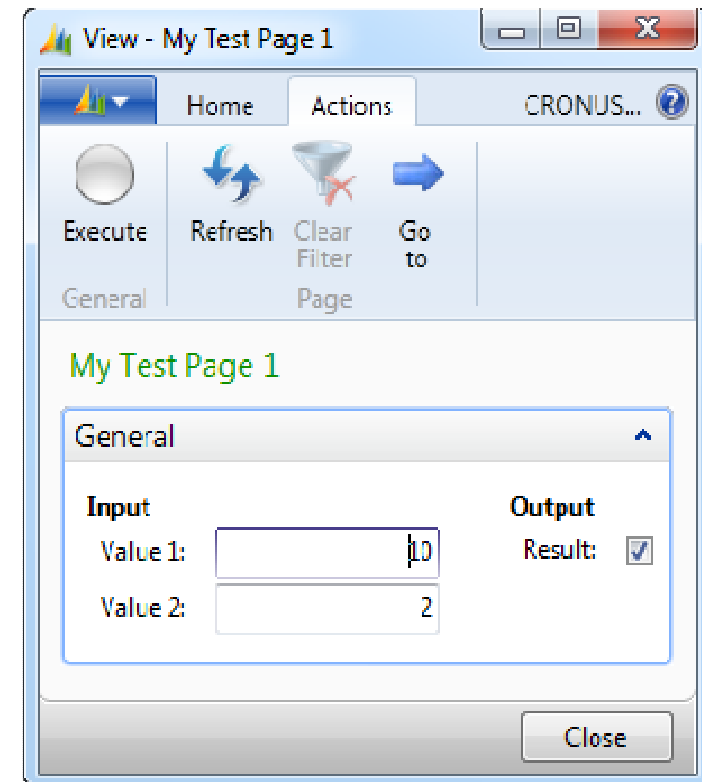 View - My Test Page 1
Home Actions CRONUS... ?
Execute Refresh Clear Filter Go to
General Page
My Test Page 1
General
Input Output
Value 1: 10 Result:
Value 2: 2
Close